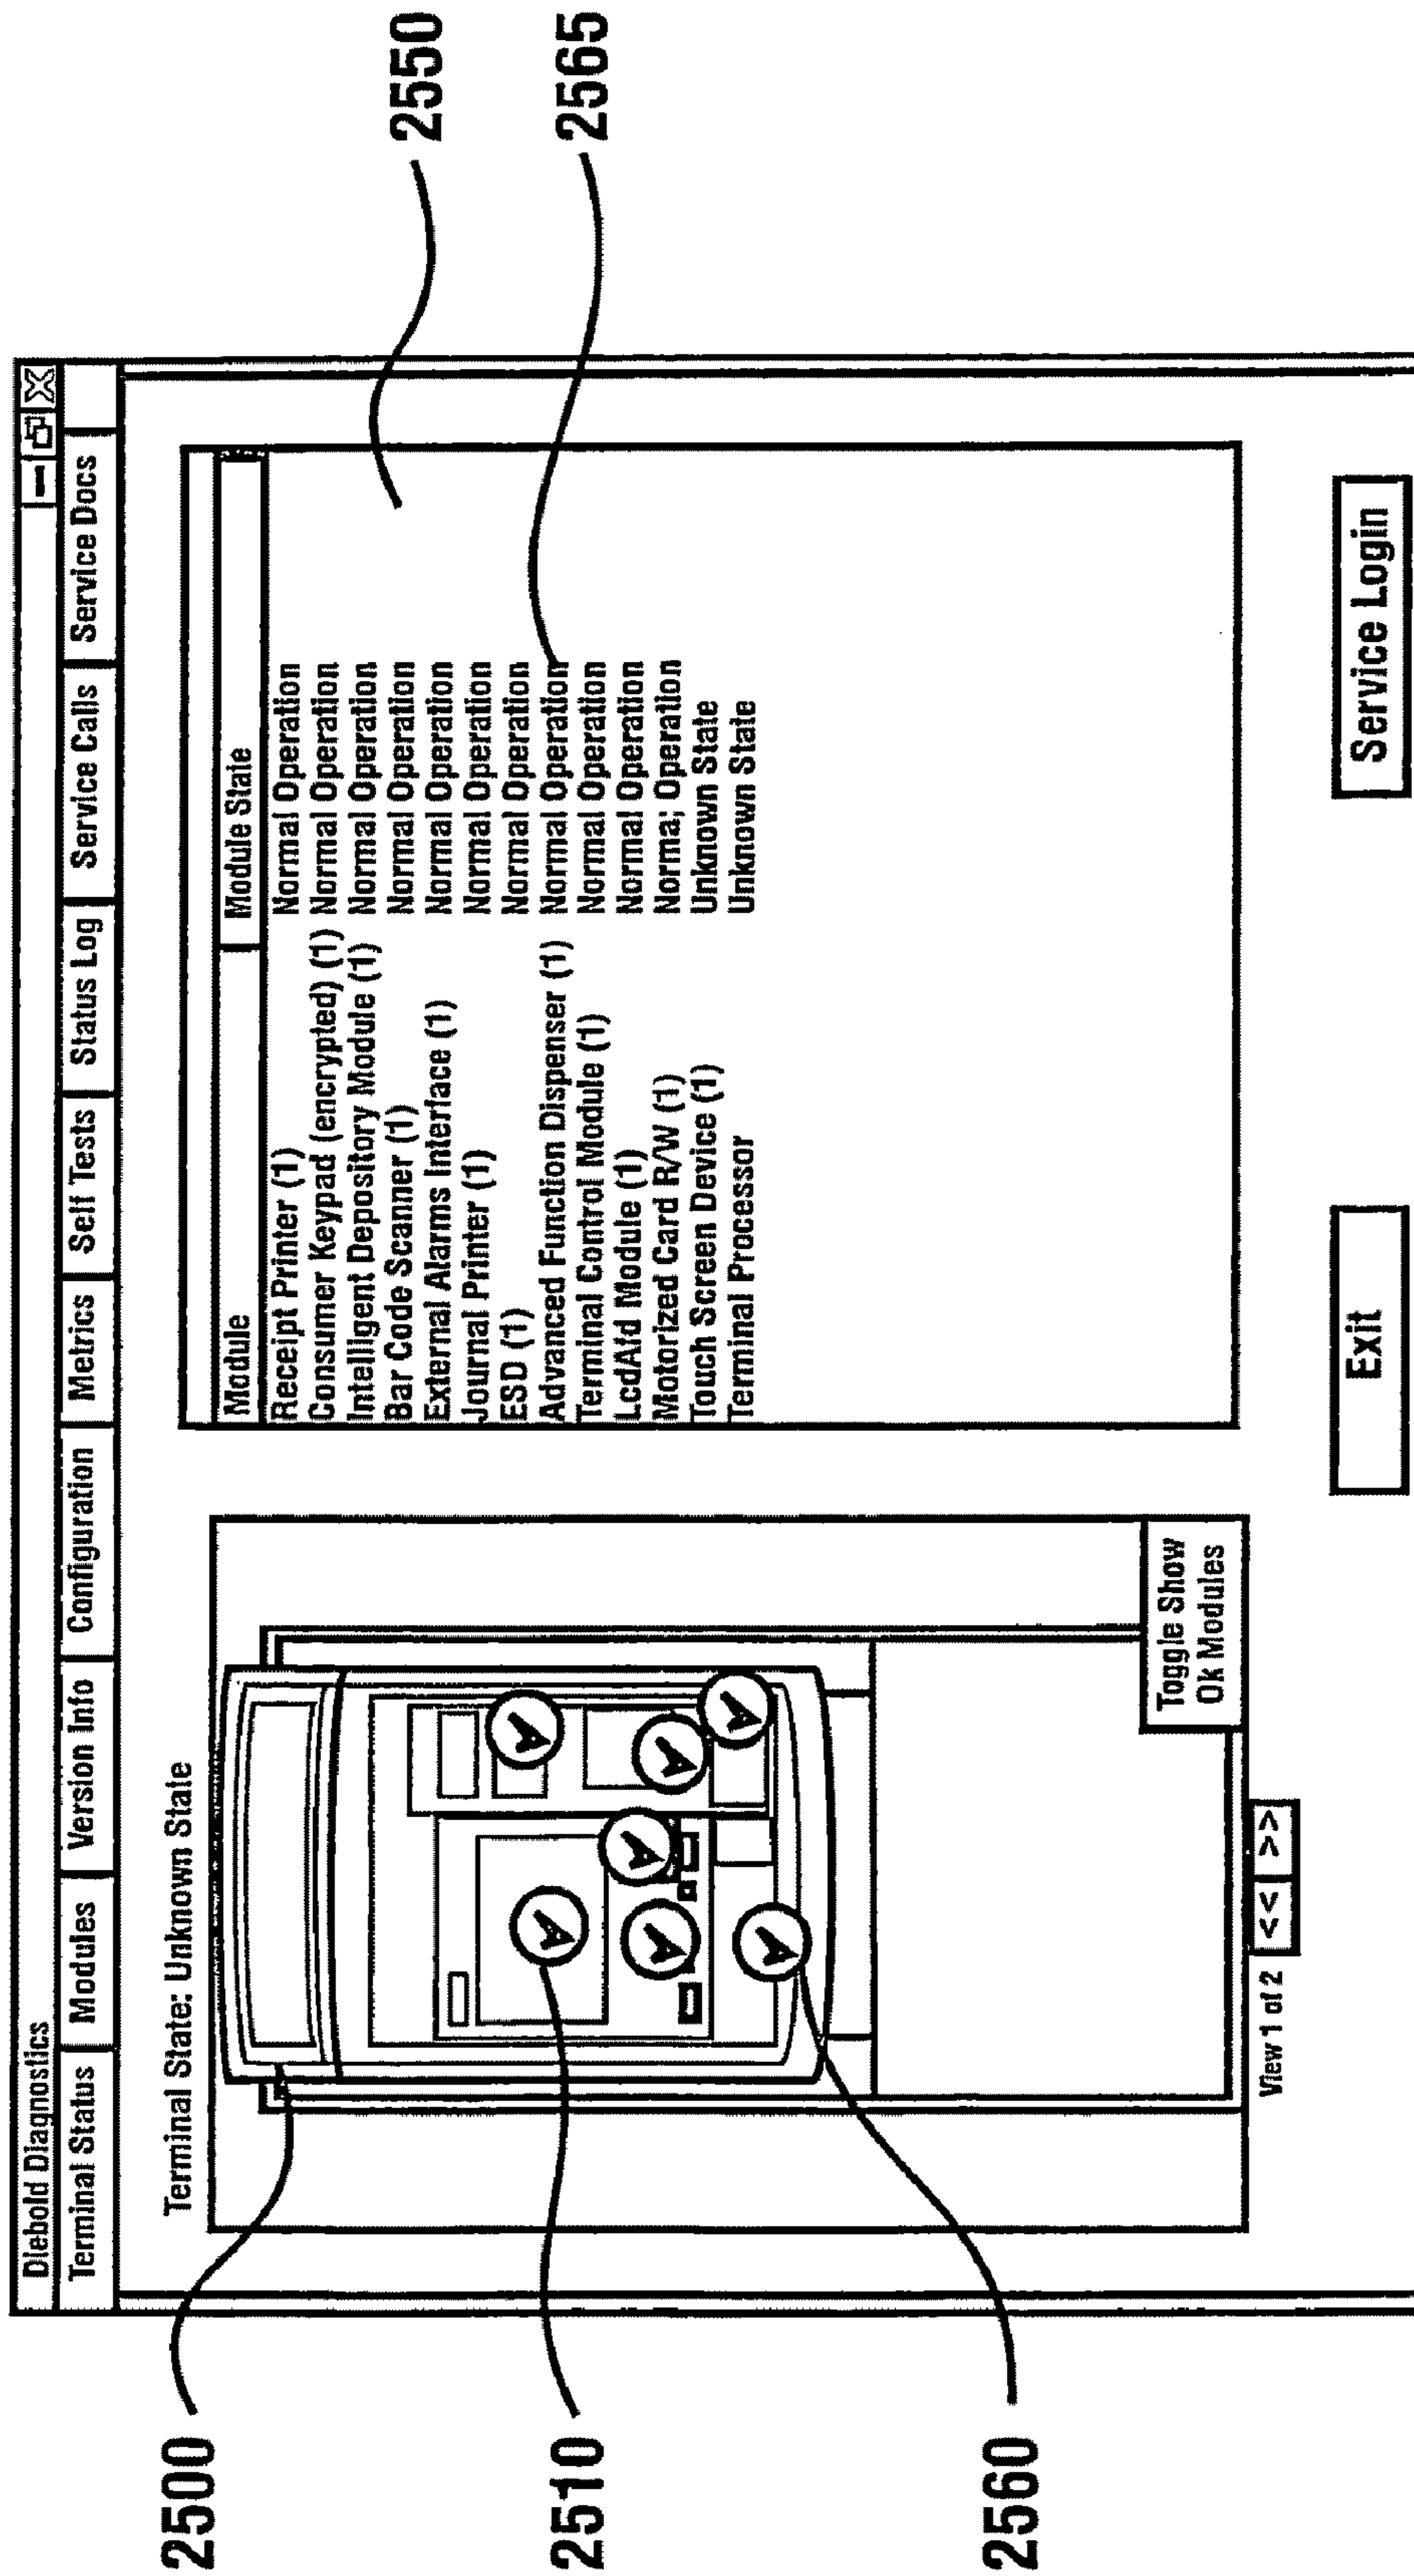 Diebold Diagnostics
Terminal Status Modules Version Info Configuration Metrics Self Tests Status Log Service Calls Service Docs
Terminal State: Unknown State
Module Module State
Receipt Printer (1) Normal Operation
Consumer Keypad (encrypted) (1) Normal Operation
Intelligent Depository Module (1) Normal Operation
Bar Code Scanner (1) Normal Operation
External Alarms Interface (1) Normal Operation
Journal Printer (1) Normal Operation
ESD (1) Normal Operation
Advanced Function Dispenser (1) Normal Operation
Terminal Control Module (1) Normal Operation
LcdAfd Module (1) Normal Operation
Motorized Card R/W (1) Norma; Operation
Touch Screen Device (1) Unknown State
Terminal Processor Unknown State
Toggle Show
Ok Modules
View 1 of 2 << >>
Exit
Service Login
2500
2510
2560
2550
2565